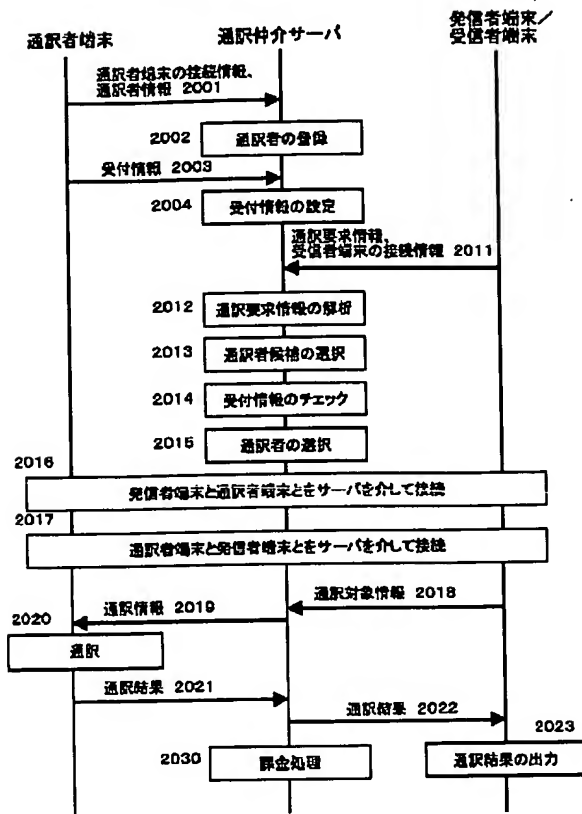 通訳者端末
通訳仲介サーバ
発信者端末／
受信者端末
通訳者端末の接続情報、
通訳者情報 2001
2002
通訳者の登録
受付情報 2003
2004
受付情報の設定
通訳要求情報、
受信者端末の接続情報 2011
2012
通訳要求情報の解析
2013
通訳者候補の選択
2014
受付情報のチェック
2015
通訳者の選択
2016
発信者端末と通訳者端末とをサーバを介して接続
2017
通訳者端末と発信者端末とをサーバを介して接続
通訳対象情報 2018
通訳情報 2019
2020
通訳
通訳結果 2021
通訳結果 2022
2023
2030
課金処理
通訳結果の出力